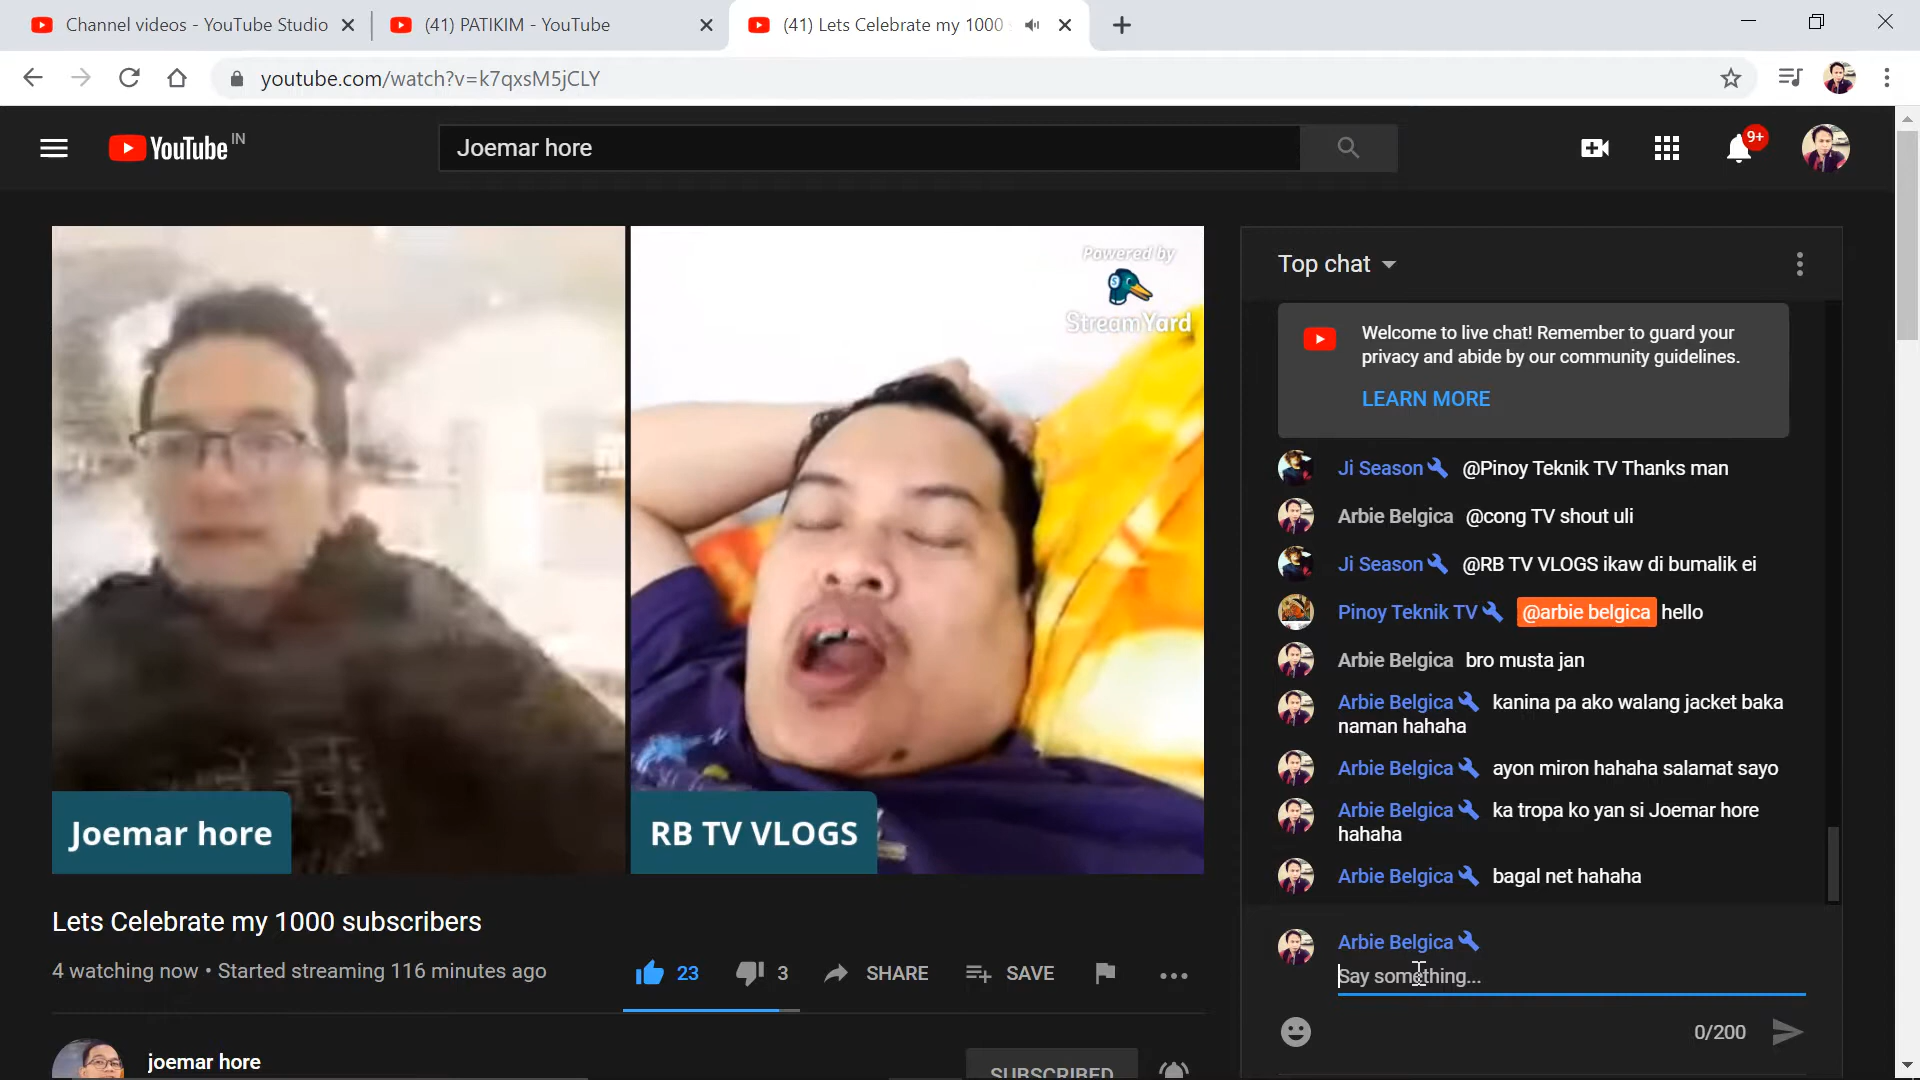 Channel videos - YouTube Studio
(41) PATIKIM - YouTube
(41) Lets Celebrate my 1000
youtube.com/watch?v=k7qxsM5jCLY
YouTube IN
Joemar hore
9+
Powered by
StreamYard
Joemar hore
RB TV VLOGS
Lets Celebrate my 1000 subscribers
4 watching now • Started streaming 116 minutes ago
23
3
SHARE
SAVE
joemar hore
SUBSCRIBED
Top chat
Welcome to live chat! Remember to guard your
privacy and abide by our community guidelines.
LEARN MORE
Ji Season @Pinoy Teknik TV Thanks man
Arbie Belgica @cong TV shout uli
Ji Season @RB TV VLOGS ikaw di bumalik ei
Pinoy Teknik TV @arbie belgica hello
Arbie Belgica bro musta jan
Arbie Belgica kanina pa ako walang jacket baka
naman hahaha
Arbie Belgica ayon miron hahaha salamat sayo
Arbie Belgica ka tropa ko yan si Joemar hore
hahaha
Arbie Belgica bagal net hahaha
Arbie Belgica
Say something...
0/200